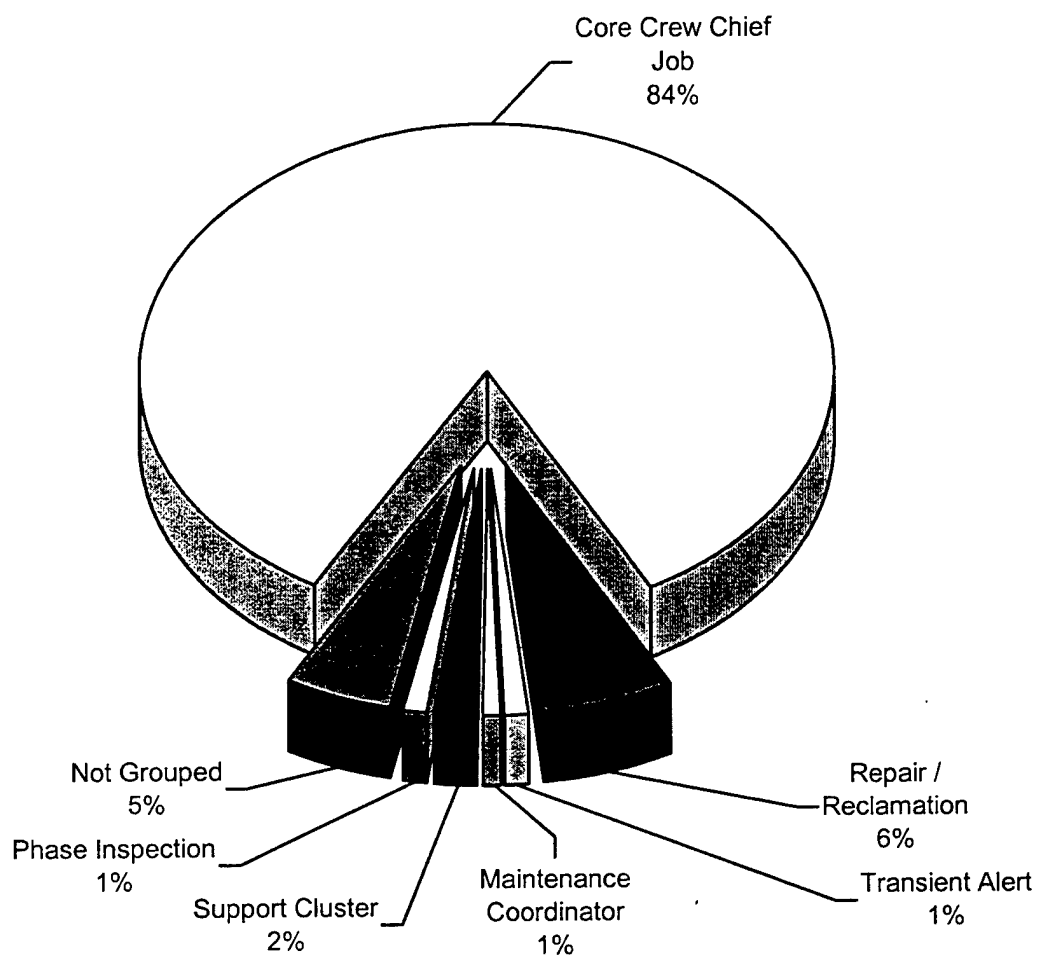 Core Crew Chief
Job
84%
Not Grouped
5%
Repair /
Reclamation
6%
Phase Inspection
1%
Transient Alert
1%
Support Cluster
2%
Maintenance
Coordinator
1%